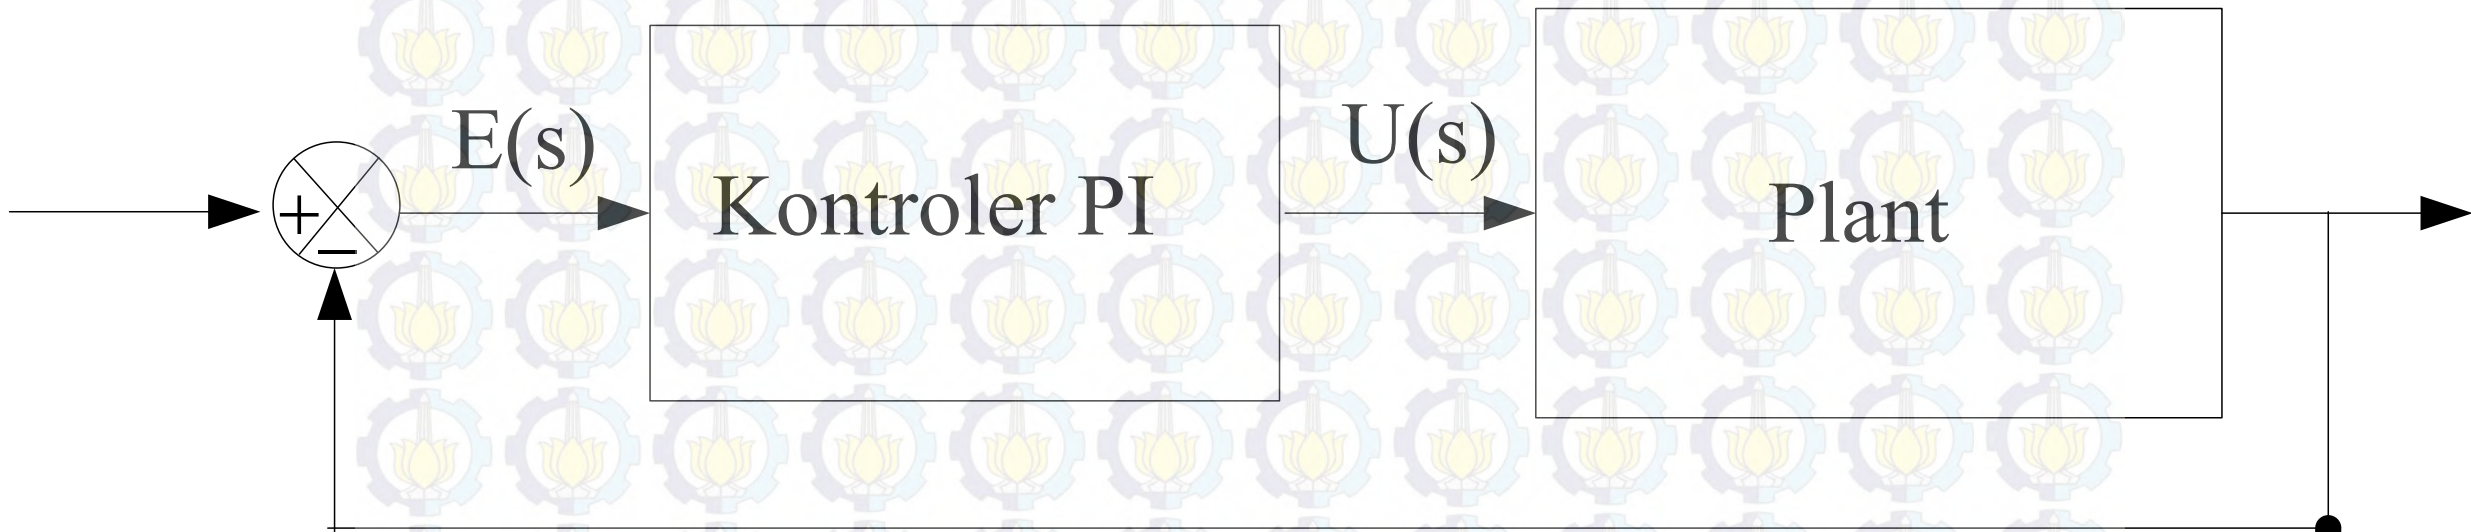 E(s)
U(s)
Kontroler PI
Plant
+
−